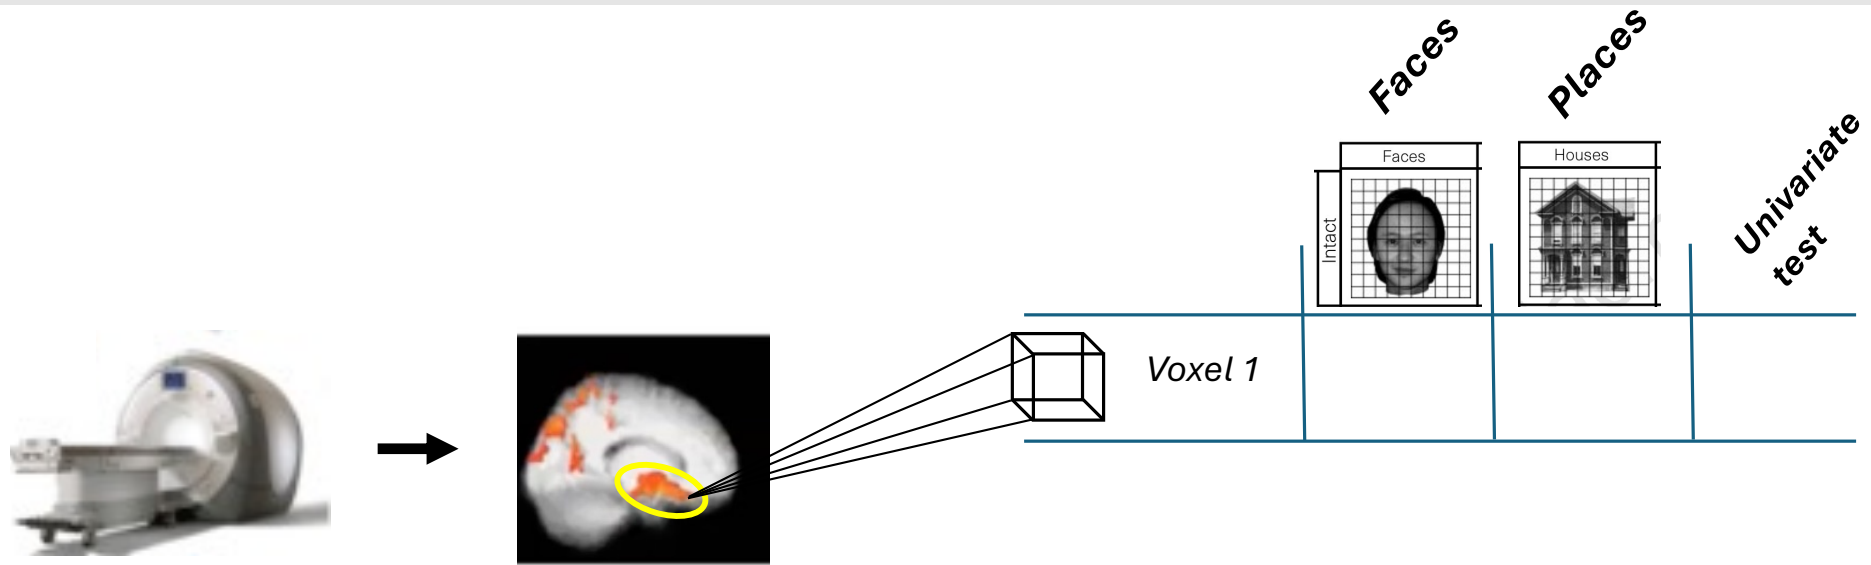 Faces
Places
Univariate
test
Faces
Houses
Intact
Voxel 1